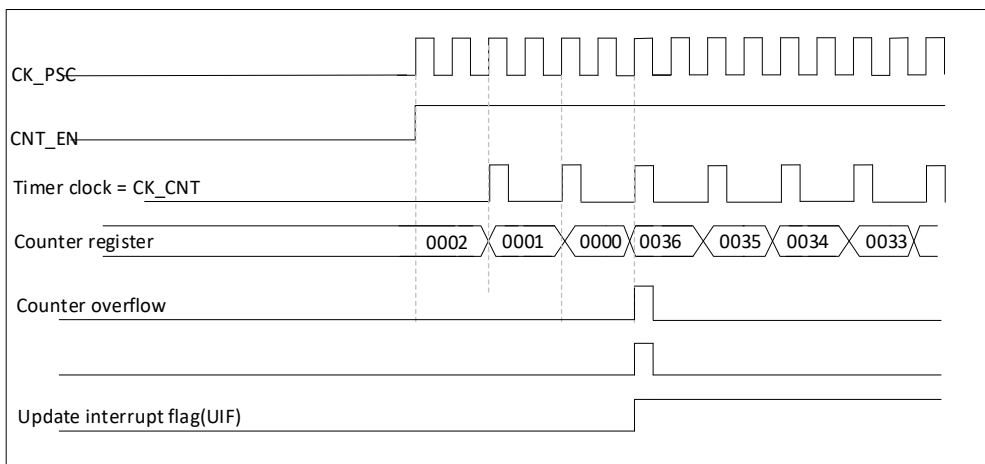 CK_PSC
CNT_EN
Timer clock = CK_CNT
Counter register
0002 0001 0000 0036 0035 0034 0033
Counter overflow
Update interrupt flag(UIF)